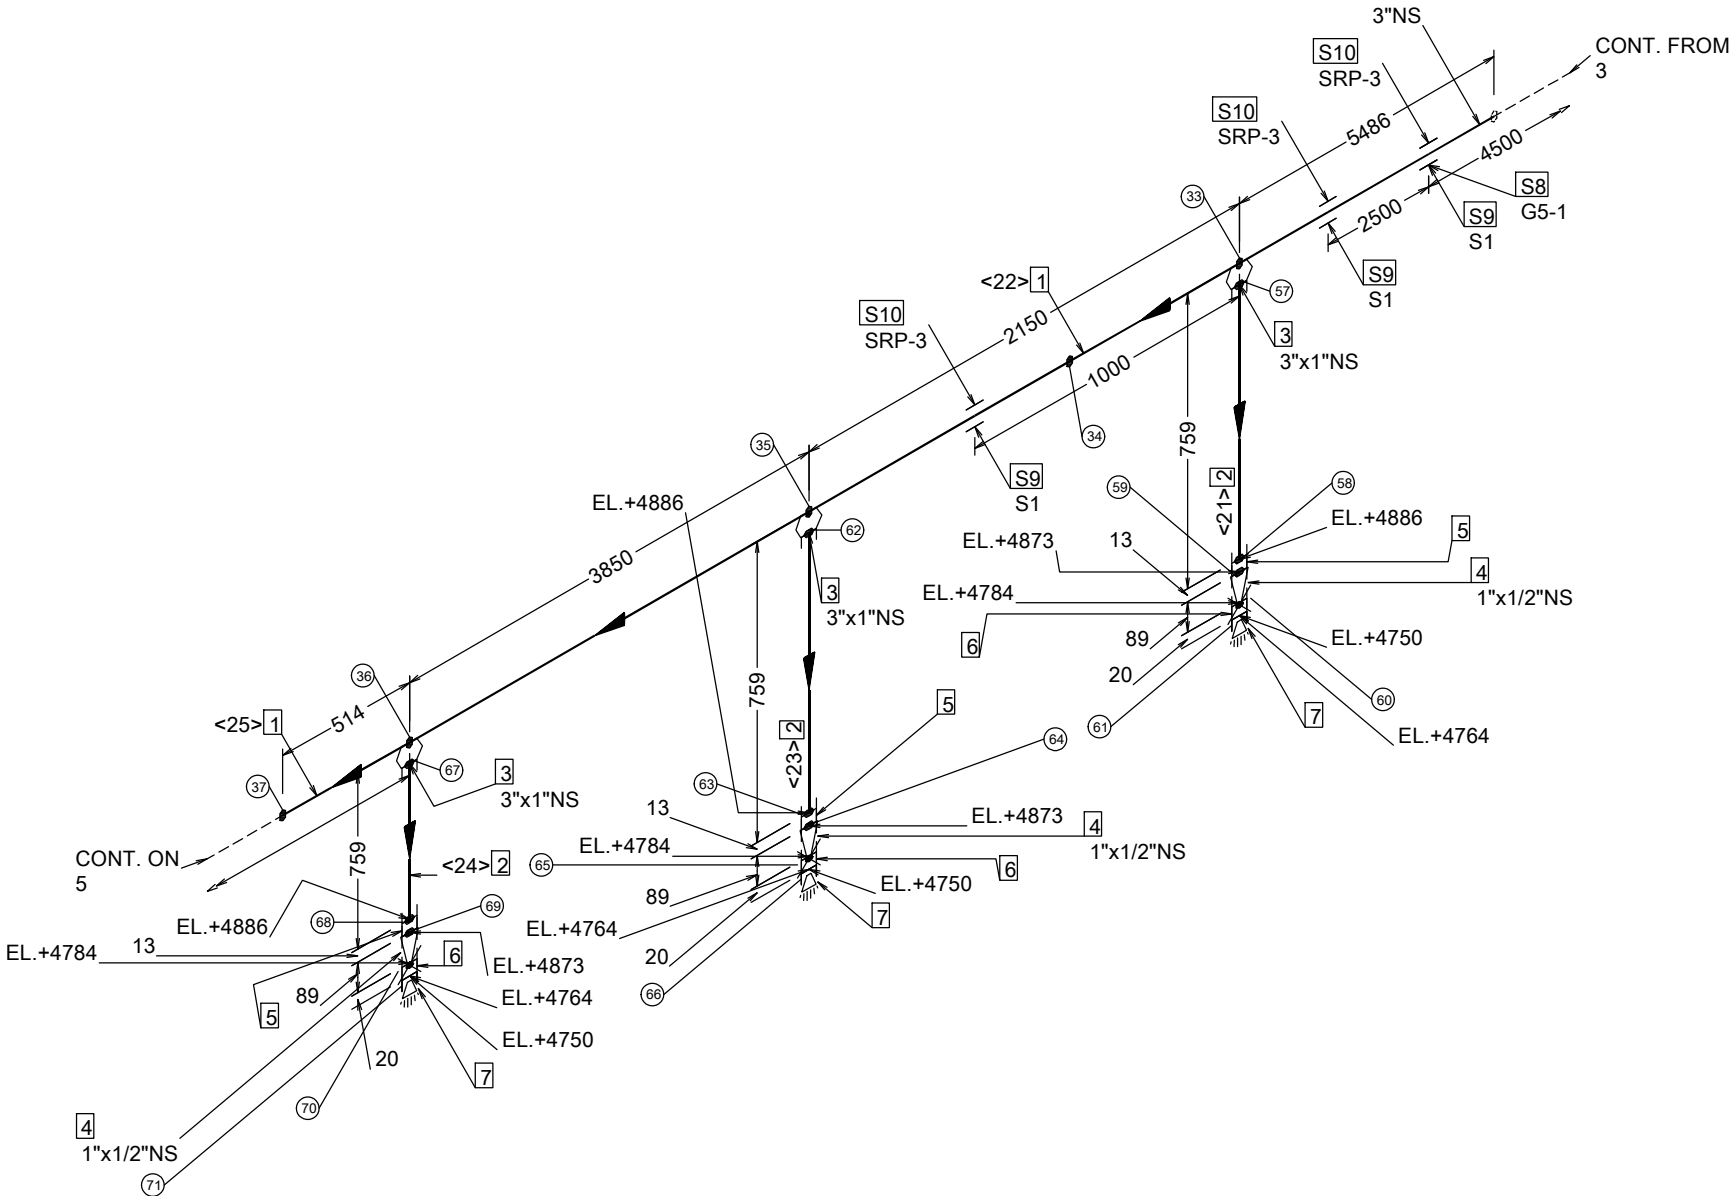 3"NS
CONT. FROM
3
S10
SRP-3
S10
SRP-3
5486
4500
33
S8
G5-1
2500
S9
S1
S9
S1
<22> 1
57
S10
SRP-3
2150
3
3"x1"NS
1000
759
34
35
S9
S1
EL.+4886
62
59
58
<21> 2
EL.+4886
5
EL.+4873
13
3850
4
1"x1/2"NS
EL.+4784
3
3"x1"NS
89
6
EL.+4750
20
60
61
7
EL.+4764
36
759
514
<25> 1
5
<23> 2
64
67
37
3
3"x1"NS
63
13
EL.+4873
4
1"x1/2"NS
EL.+4784
CONT. ON
5
759
<24> 2
65
6
89
EL.+4750
7
EL.+4764
20
66
68
69
EL.+4886
EL.+4784
13
6
EL.+4873
89
5
EL.+4764
EL.+4750
20
7
70
4
1"x1/2"NS
71